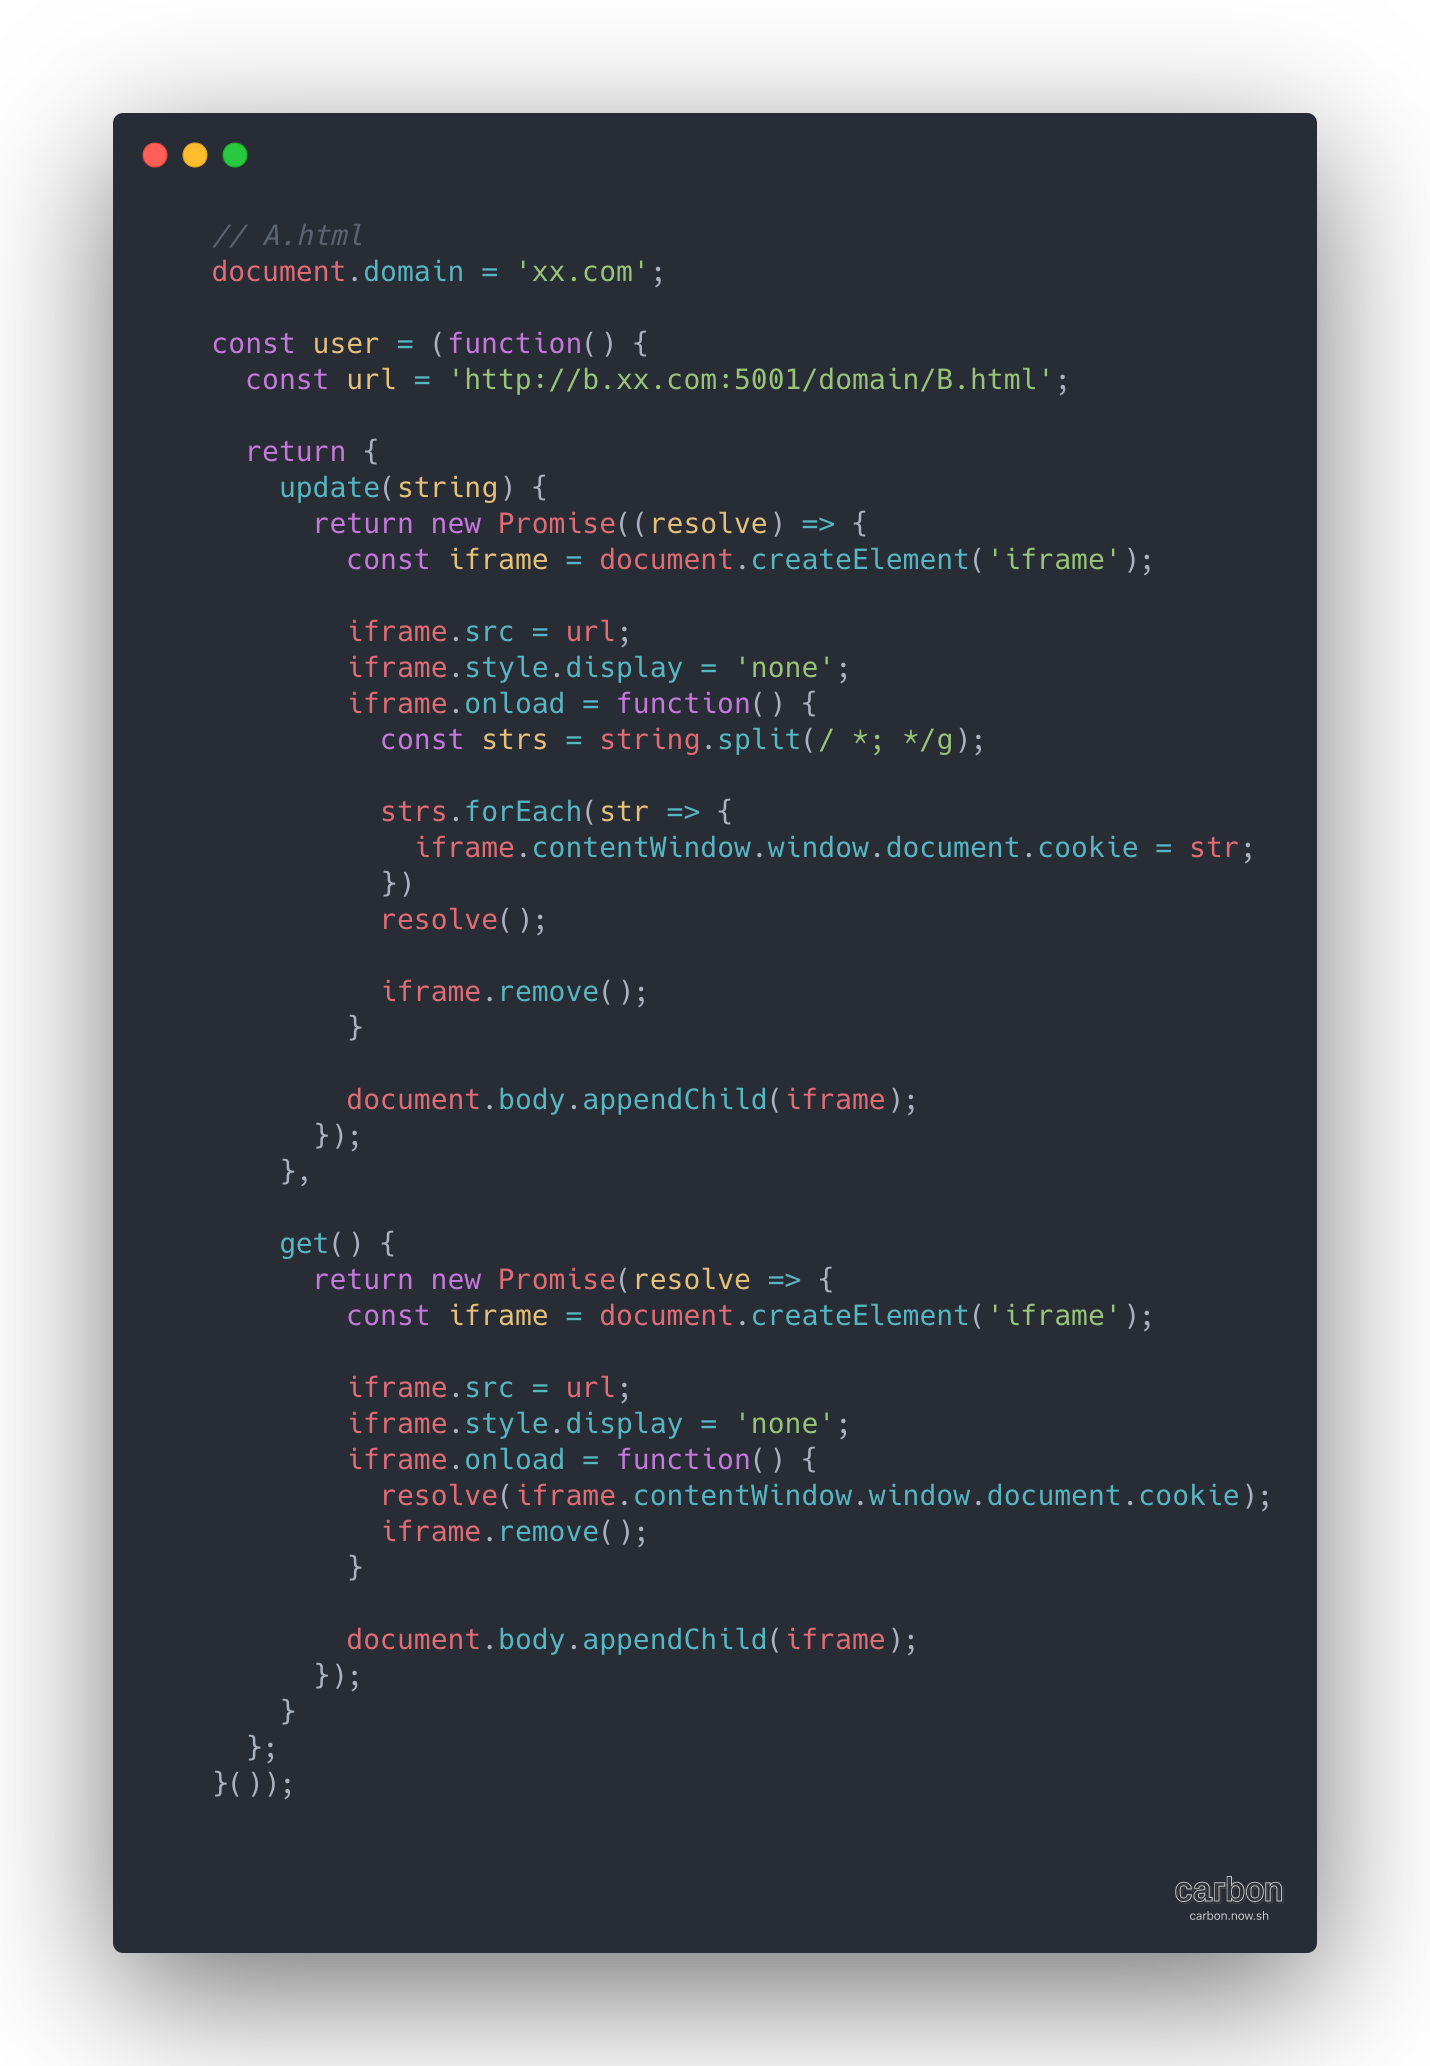 // A.html
document.domain = 'xx.com';
const user = (function() {
  const url = 'http://b.xx.com:5001/domain/B.html';
  return {
    update(string) {
      return new Promise((resolve) => {
        const iframe = document.createElement('iframe');
        iframe.src = url;
        iframe.style.display = 'none';
        iframe.onload = function() {
          const strs = string.split(/ *; */g);
          strs.forEach(str => {
            iframe.contentWindow.window.document.cookie = str;
          })
          resolve();
          iframe.remove();
        }
        document.body.appendChild(iframe);
      });
    },
    get() {
      return new Promise(resolve => {
        const iframe = document.createElement('iframe');
        iframe.src = url;
        iframe.style.display = 'none';
        iframe.onload = function() {
          resolve(iframe.contentWindow.window.document.cookie);
          iframe.remove();
        }
        document.body.appendChild(iframe);
      });
    }
  };
}());
carbon
carbon.now.sh